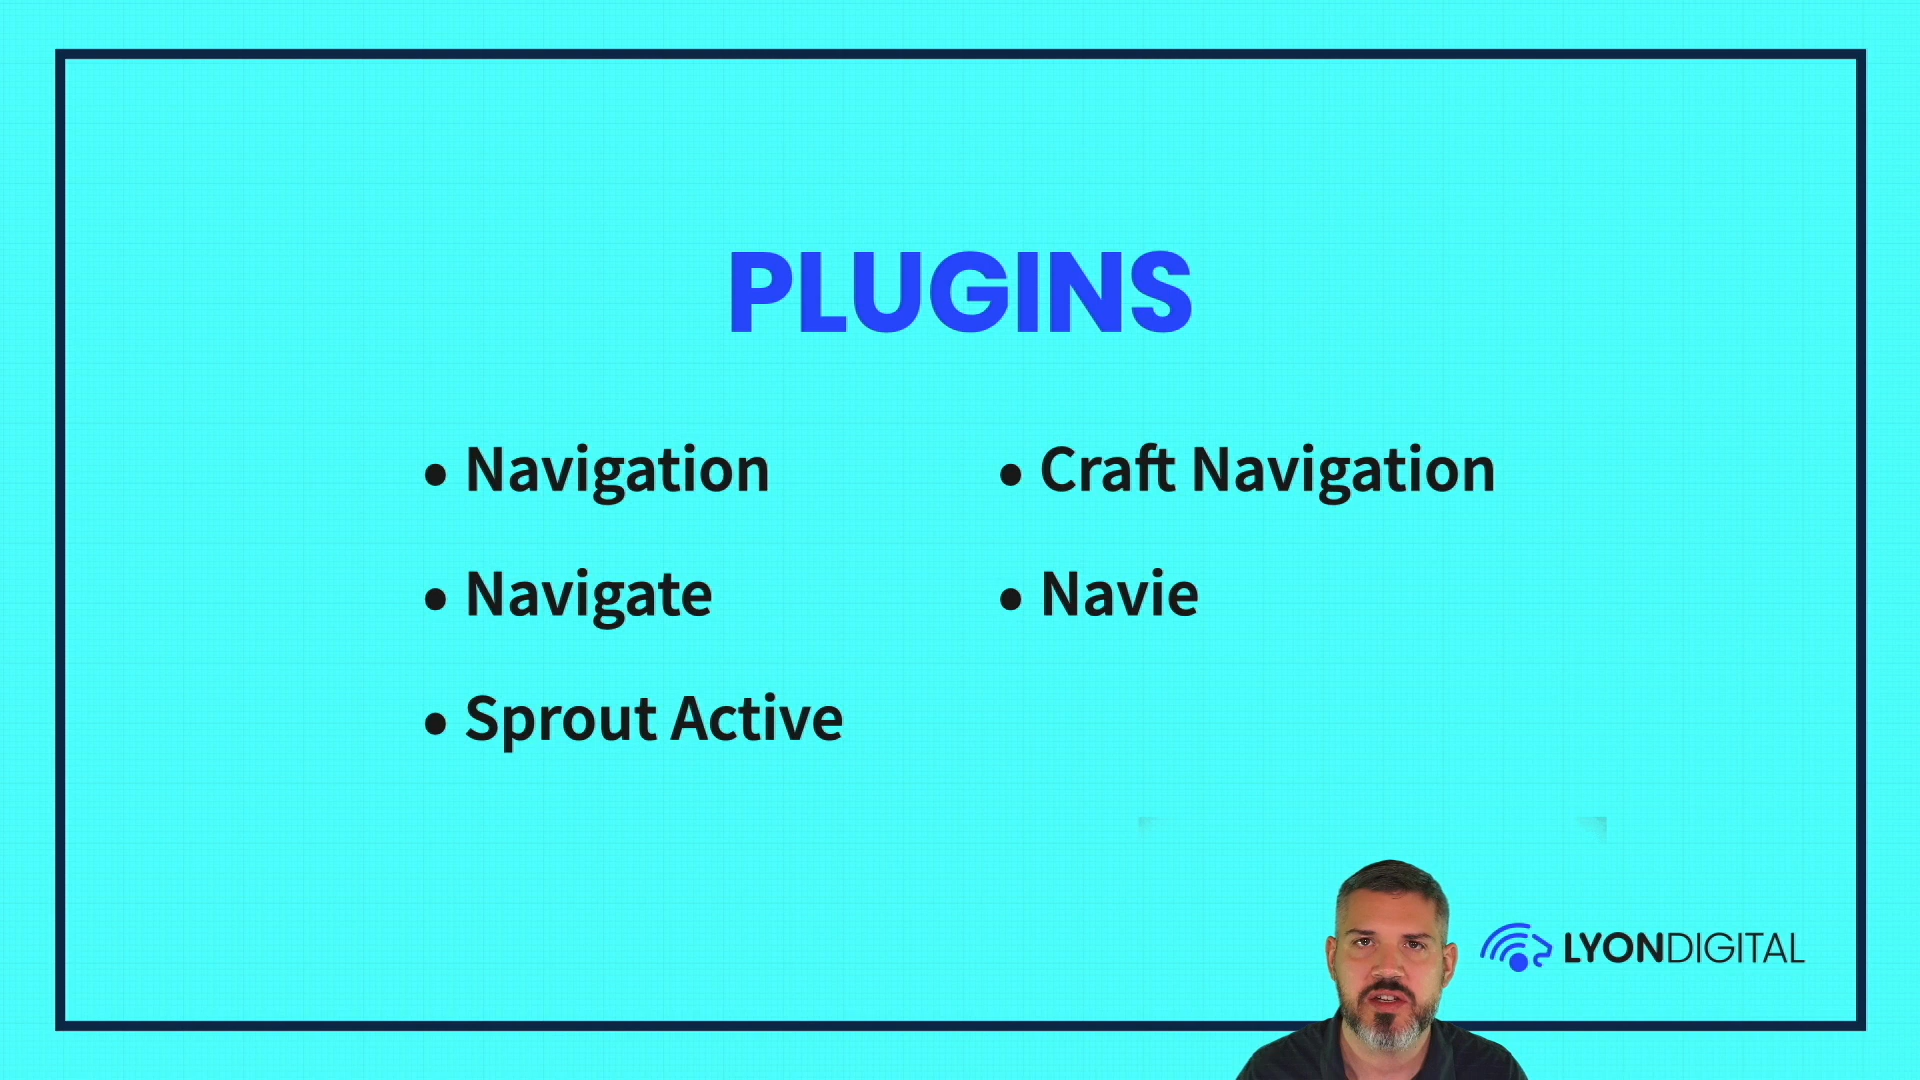 PLUGINS
• Navigation
• Navigate
• Sprout Active
• Craft Navigation
• Navie
LYONDIGITAL